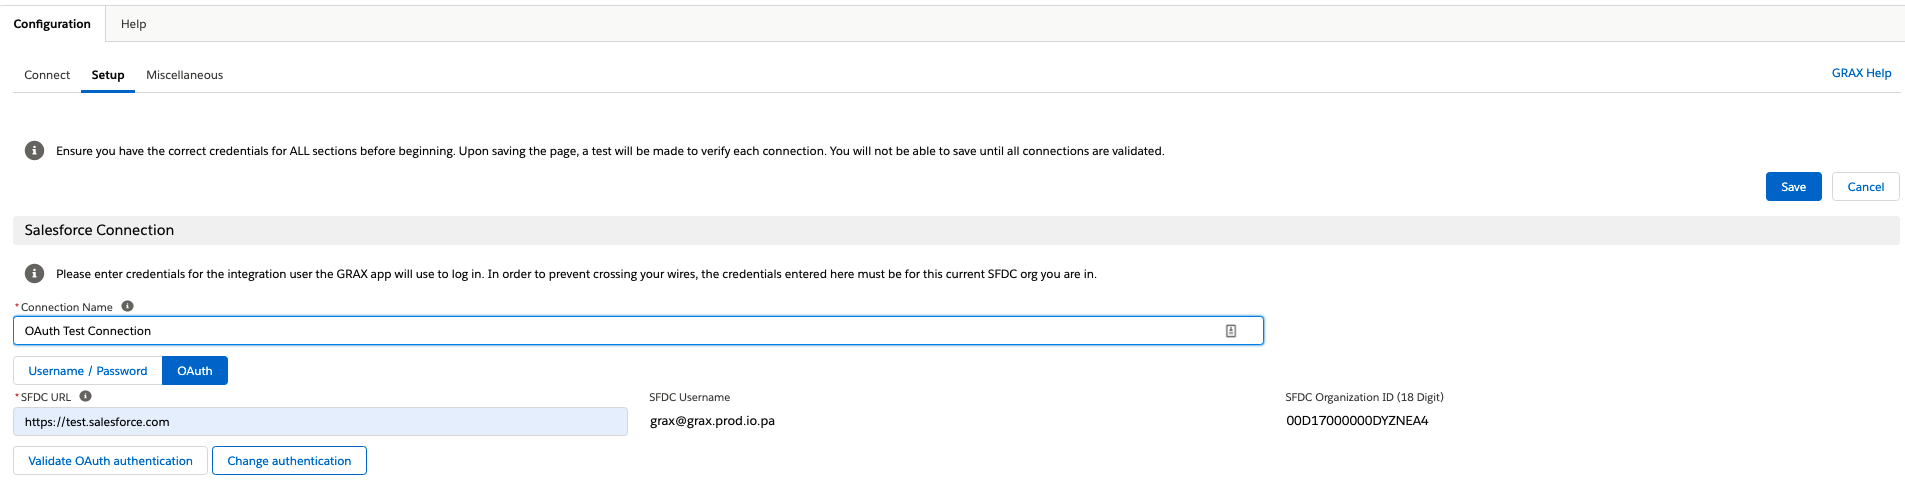 Configuration Help
Connect Setup Miscellaneous GRAX Help
Ensure you have the correct credentials for ALL sections before beginning. Upon saving the page, a test will be made to verify each connection. You will not be able to save until all connections are validated.
Save Cancel
Salesforce Connection
Please enter credentials for the integration user the GRAX app will use to log in. In order to prevent crossing your wires, the credentials entered here must be for this current SFDC org you are in.
* Connection Name
OAuth Test Connection
Username / Password OAuth
* SFDC URL SFDC Username SFDC Organization ID (18 Digit)
https://test.salesforce.com grax@grax.prod.io.pa 00D17000000DYZNEA4
Validate OAuth authentication Change authentication